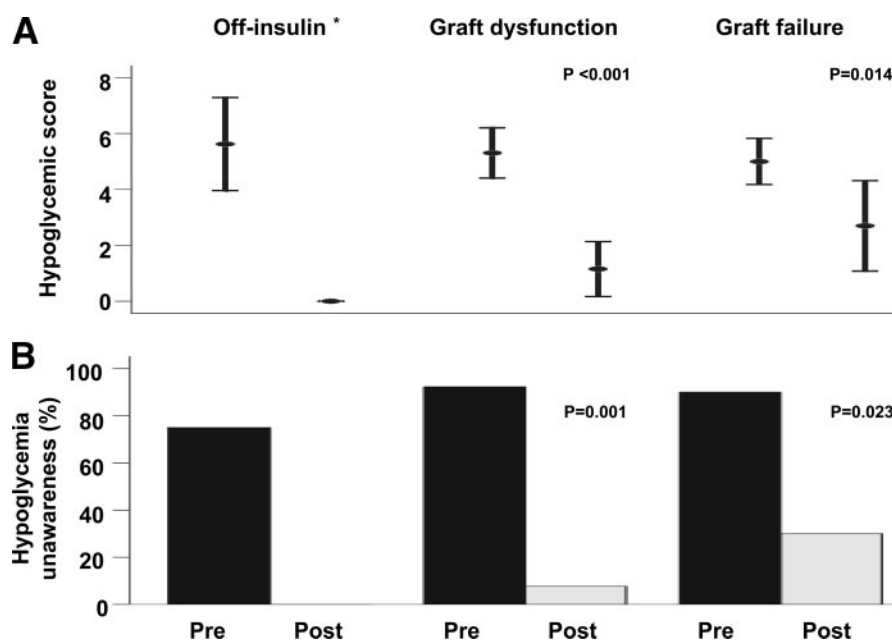 A
Off-insulin *
Graft dysfunction
Graft failure
P <0.001
P=0.014
Hypoglycemic score
8
6
4
2
0
B
P=0.001
P=0.023
Hypoglycemia
unawareness (%)
100
80
60
40
20
0
Pre Post Pre Post Pre Post